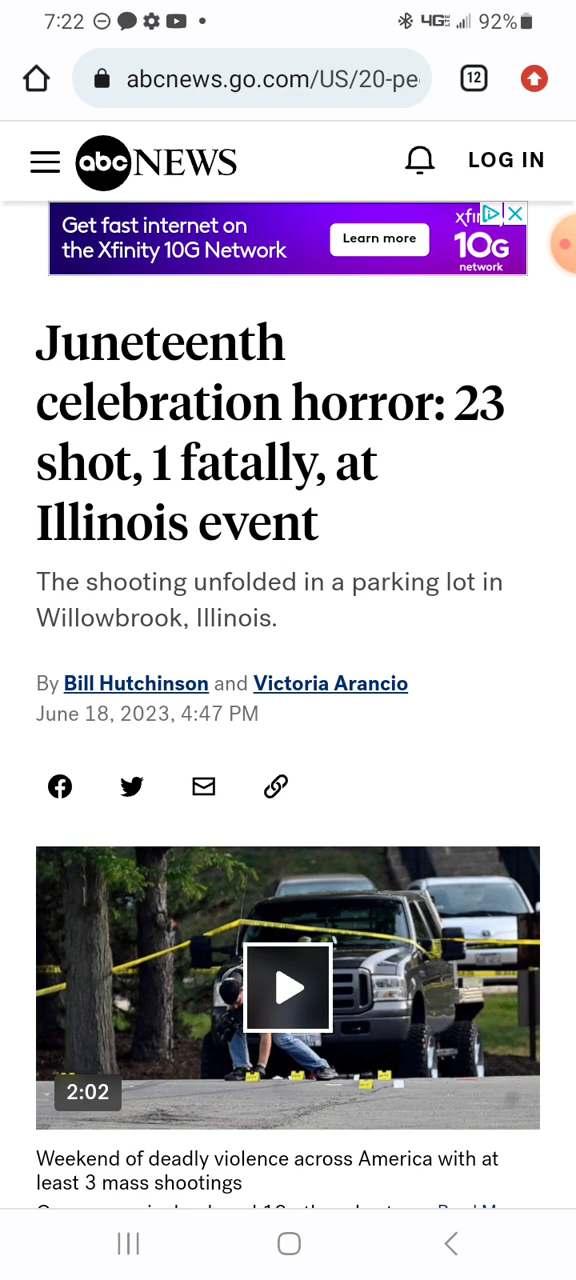 7:22 4GE 92%
abcnews.go.com/US/20-pe 12
abc NEWS LOG IN
Get fast internet on
the Xfinity 10G Network
Learn more
10G
network
Juneteenth
celebration horror: 23
shot, 1 fatally, at
Illinois event
The shooting unfolded in a parking lot in
Willowbrook, Illinois.
By Bill Hutchinson and Victoria Arancio
June 18, 2023, 4:47 PM
2:02
Weekend of deadly violence across America with at
least 3 mass shootings